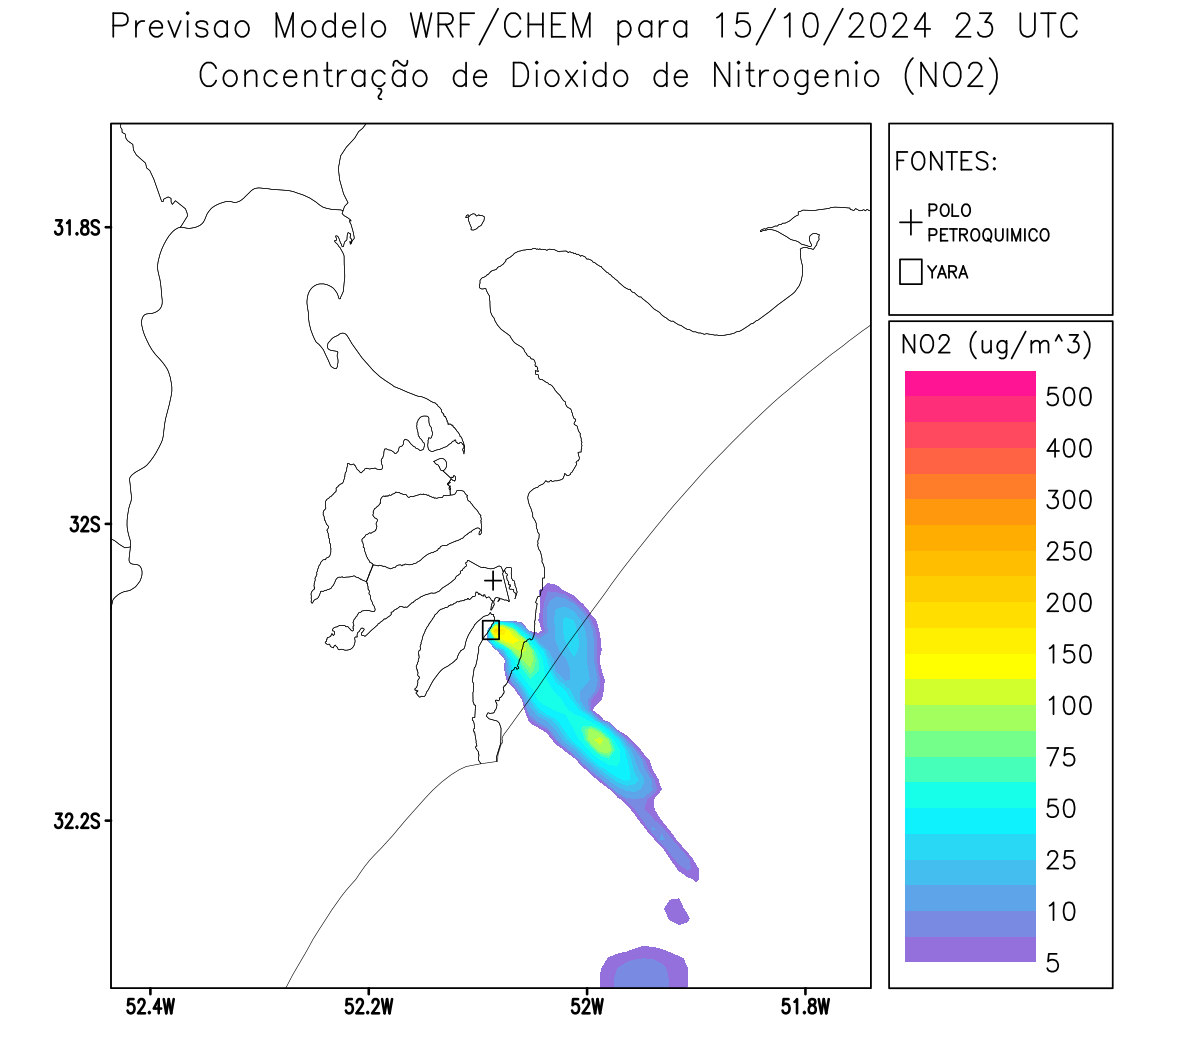 Previsao Modelo WRF/CHEM para 15/10/2024 23 UTC
Concentração de Dioxido de Nitrogenio (NO2)
FONTES:
POLO
PETROQUIMICO
YARA
NO2 (ug/m^3)
500
400
300
250
200
150
100
75
50
25
10
5
31.8S
32S
32.2S
52.4W
52.2W
52W
51.8W